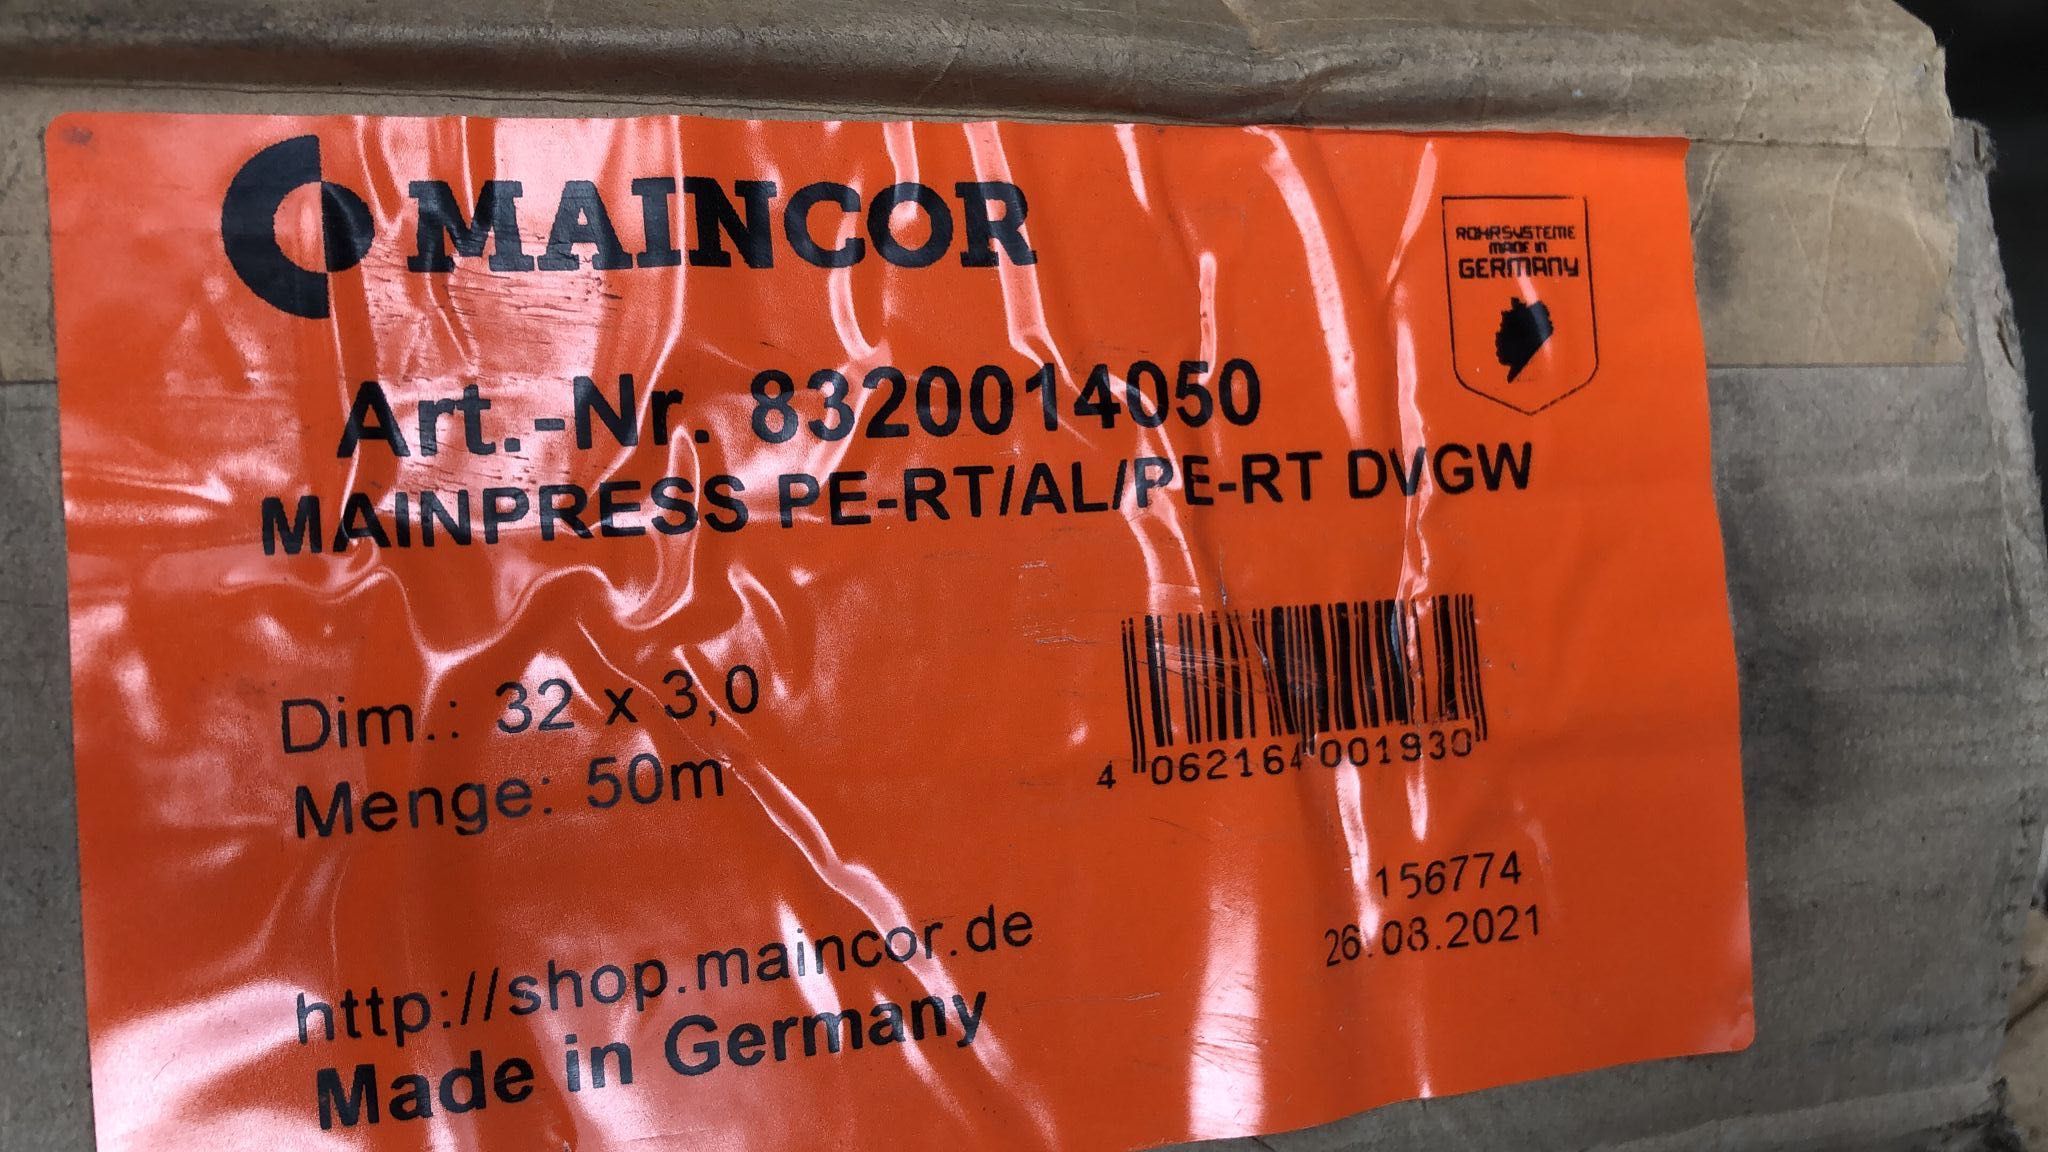 MAINCOR
ROHRSYSTEME
MADE IN
GERMANY
Art.-Nr. 8320014050
MAINPRESS PE-RT/AL/PE-RT DVGW
Dim.: 32 x 3,0
Menge: 50m
4 062164 001930
156774
26.08.2021
http://shop.maincor.de
Made in Germany